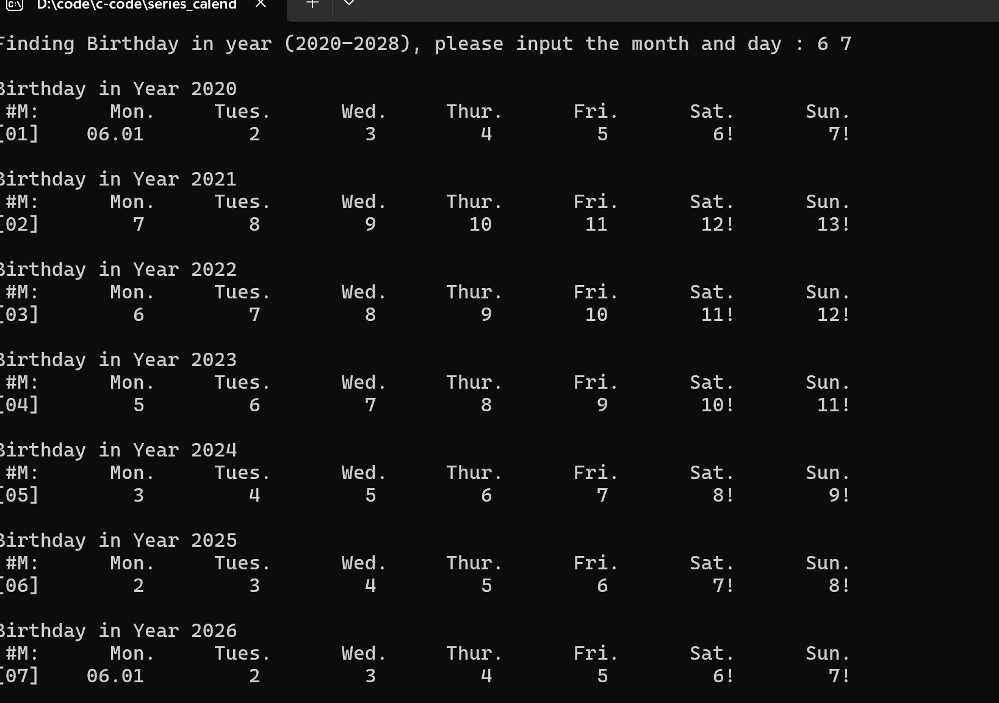 D:\code\c-code\series_calend
Finding Birthday in year (2020-2028), please input the month and day : 6 7
Birthday in Year 2020
#M: Mon. Tues. Wed. Thur. Fri. Sat. Sun.
[01] 06.01 2 3 4 5 6! 7!
Birthday in Year 2021
#M: Mon. Tues. Wed. Thur. Fri. Sat. Sun.
[02] 7 8 9 10 11 12! 13!
Birthday in Year 2022
#M: Mon. Tues. Wed. Thur. Fri. Sat. Sun.
[03] 6 7 8 9 10 11! 12!
Birthday in Year 2023
#M: Mon. Tues. Wed. Thur. Fri. Sat. Sun.
[04] 5 6 7 8 9 10! 11!
Birthday in Year 2024
#M: Mon. Tues. Wed. Thur. Fri. Sat. Sun.
[05] 3 4 5 6 7 8! 9!
Birthday in Year 2025
#M: Mon. Tues. Wed. Thur. Fri. Sat. Sun.
[06] 2 3 4 5 6 7! 8!
Birthday in Year 2026
#M: Mon. Tues. Wed. Thur. Fri. Sat. Sun.
[07] 06.01 2 3 4 5 6! 7!